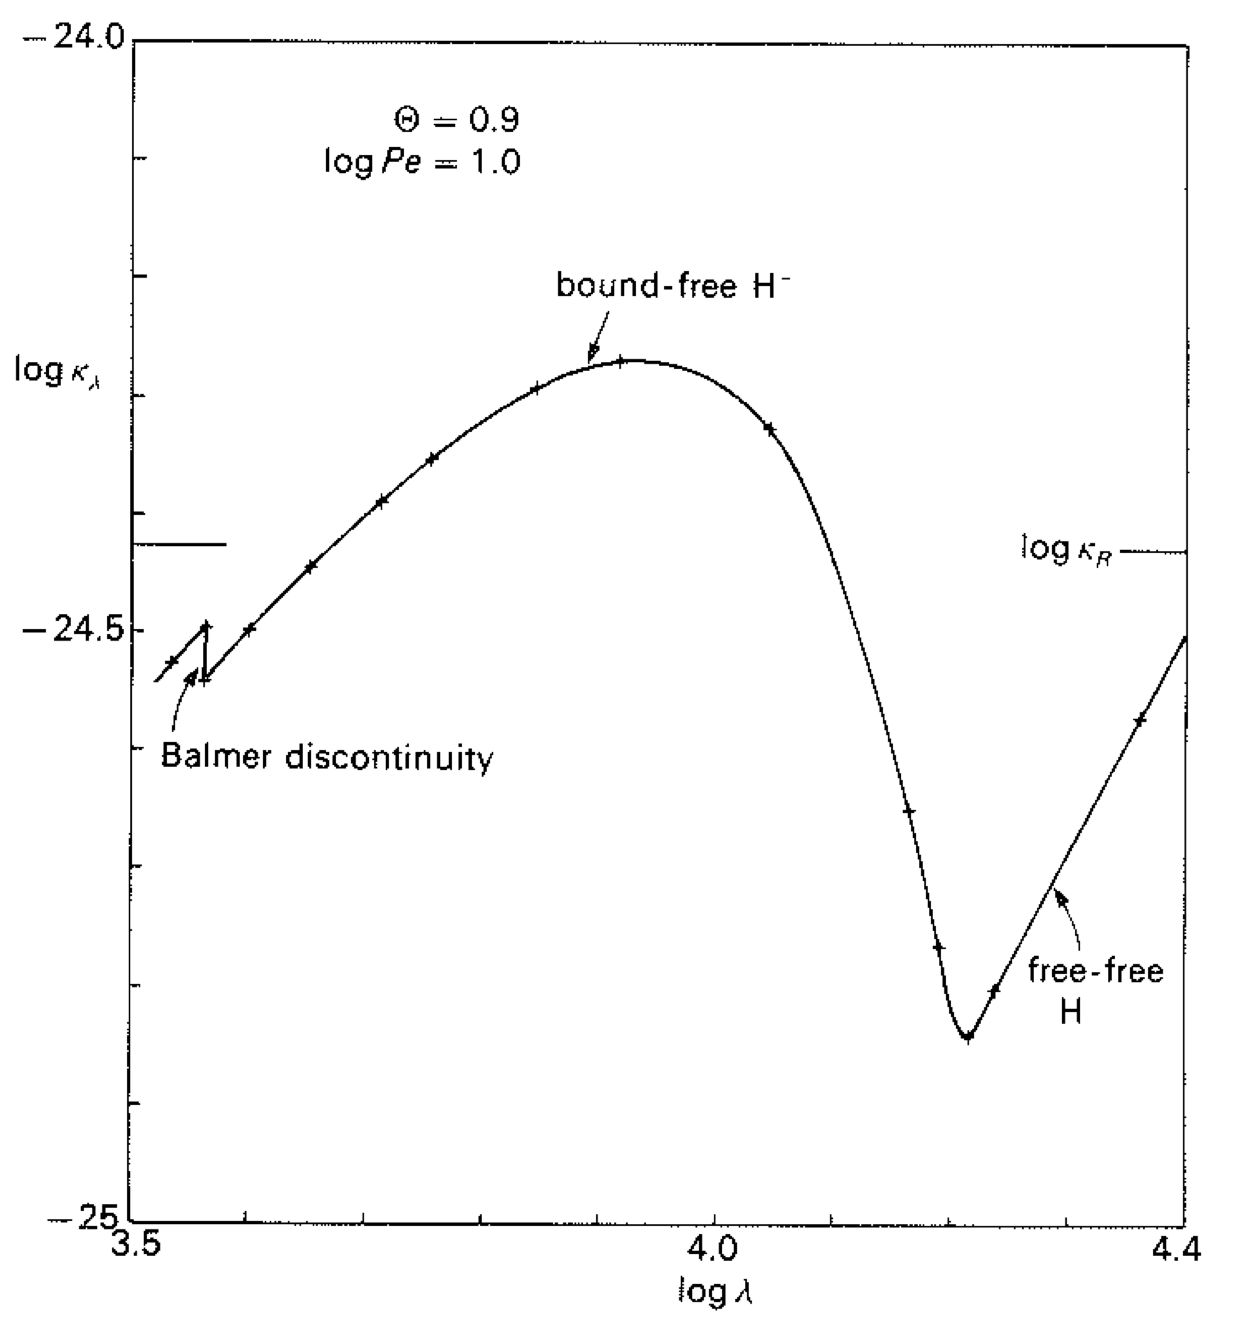 −24.0
Θ = 0.9
log Pe = 1.0
bound-free H⁻
log κλ
log κR
−24.5
Balmer discontinuity
free-free
H
−25
3.5
4.0
4.4
log λ